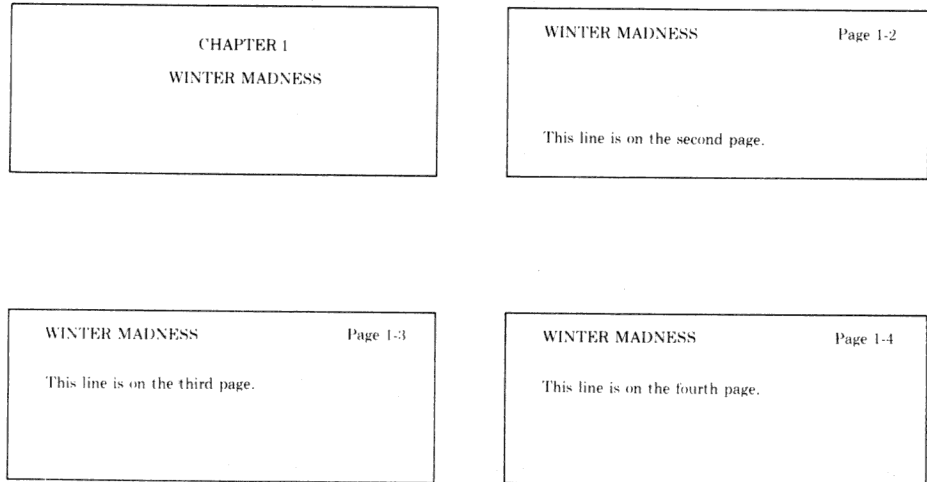 CHAPTER 1
WINTER MADNESS
WINTER MADNESS Page 1-2
This line is on the second page.
WINTER MADNESS Page 1-3
This line is on the third page.
WINTER MADNESS Page 1-4
This line is on the fourth page.